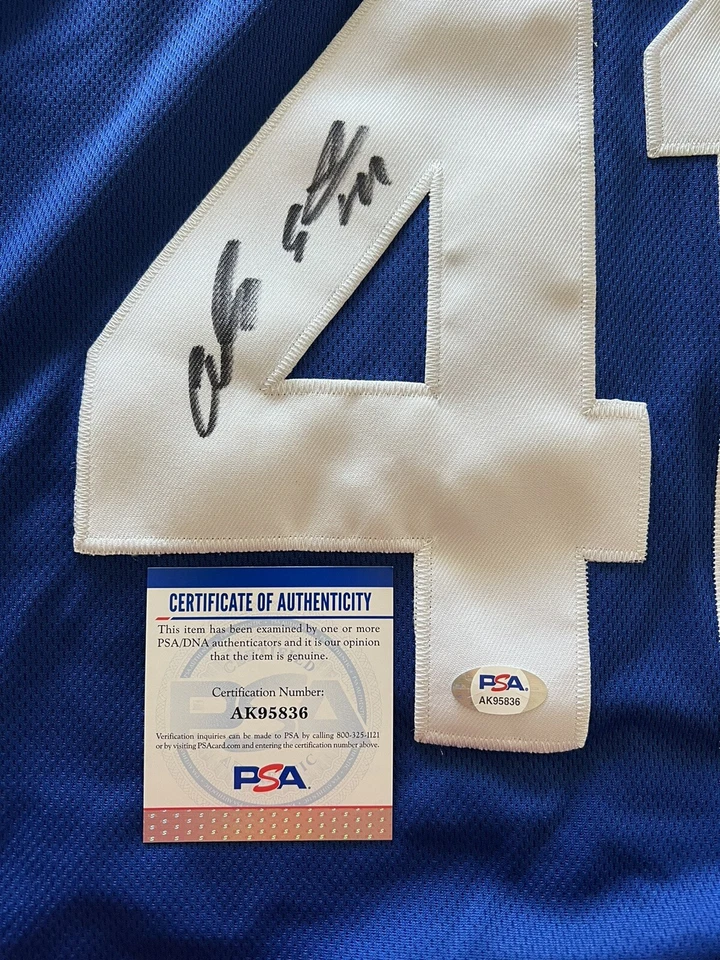 4
CERTIFICATE OF AUTHENTICITY
This item has been examined by one or more
PSA/DNA authenticators and it is our opinion
that the item is genuine.
Certification Number:
AK95836
Verification inquiries can be made to PSA by calling 800-325-1121
or by visiting PSAcard.com and entering the certification number above.
PSA
PSA
AK95836